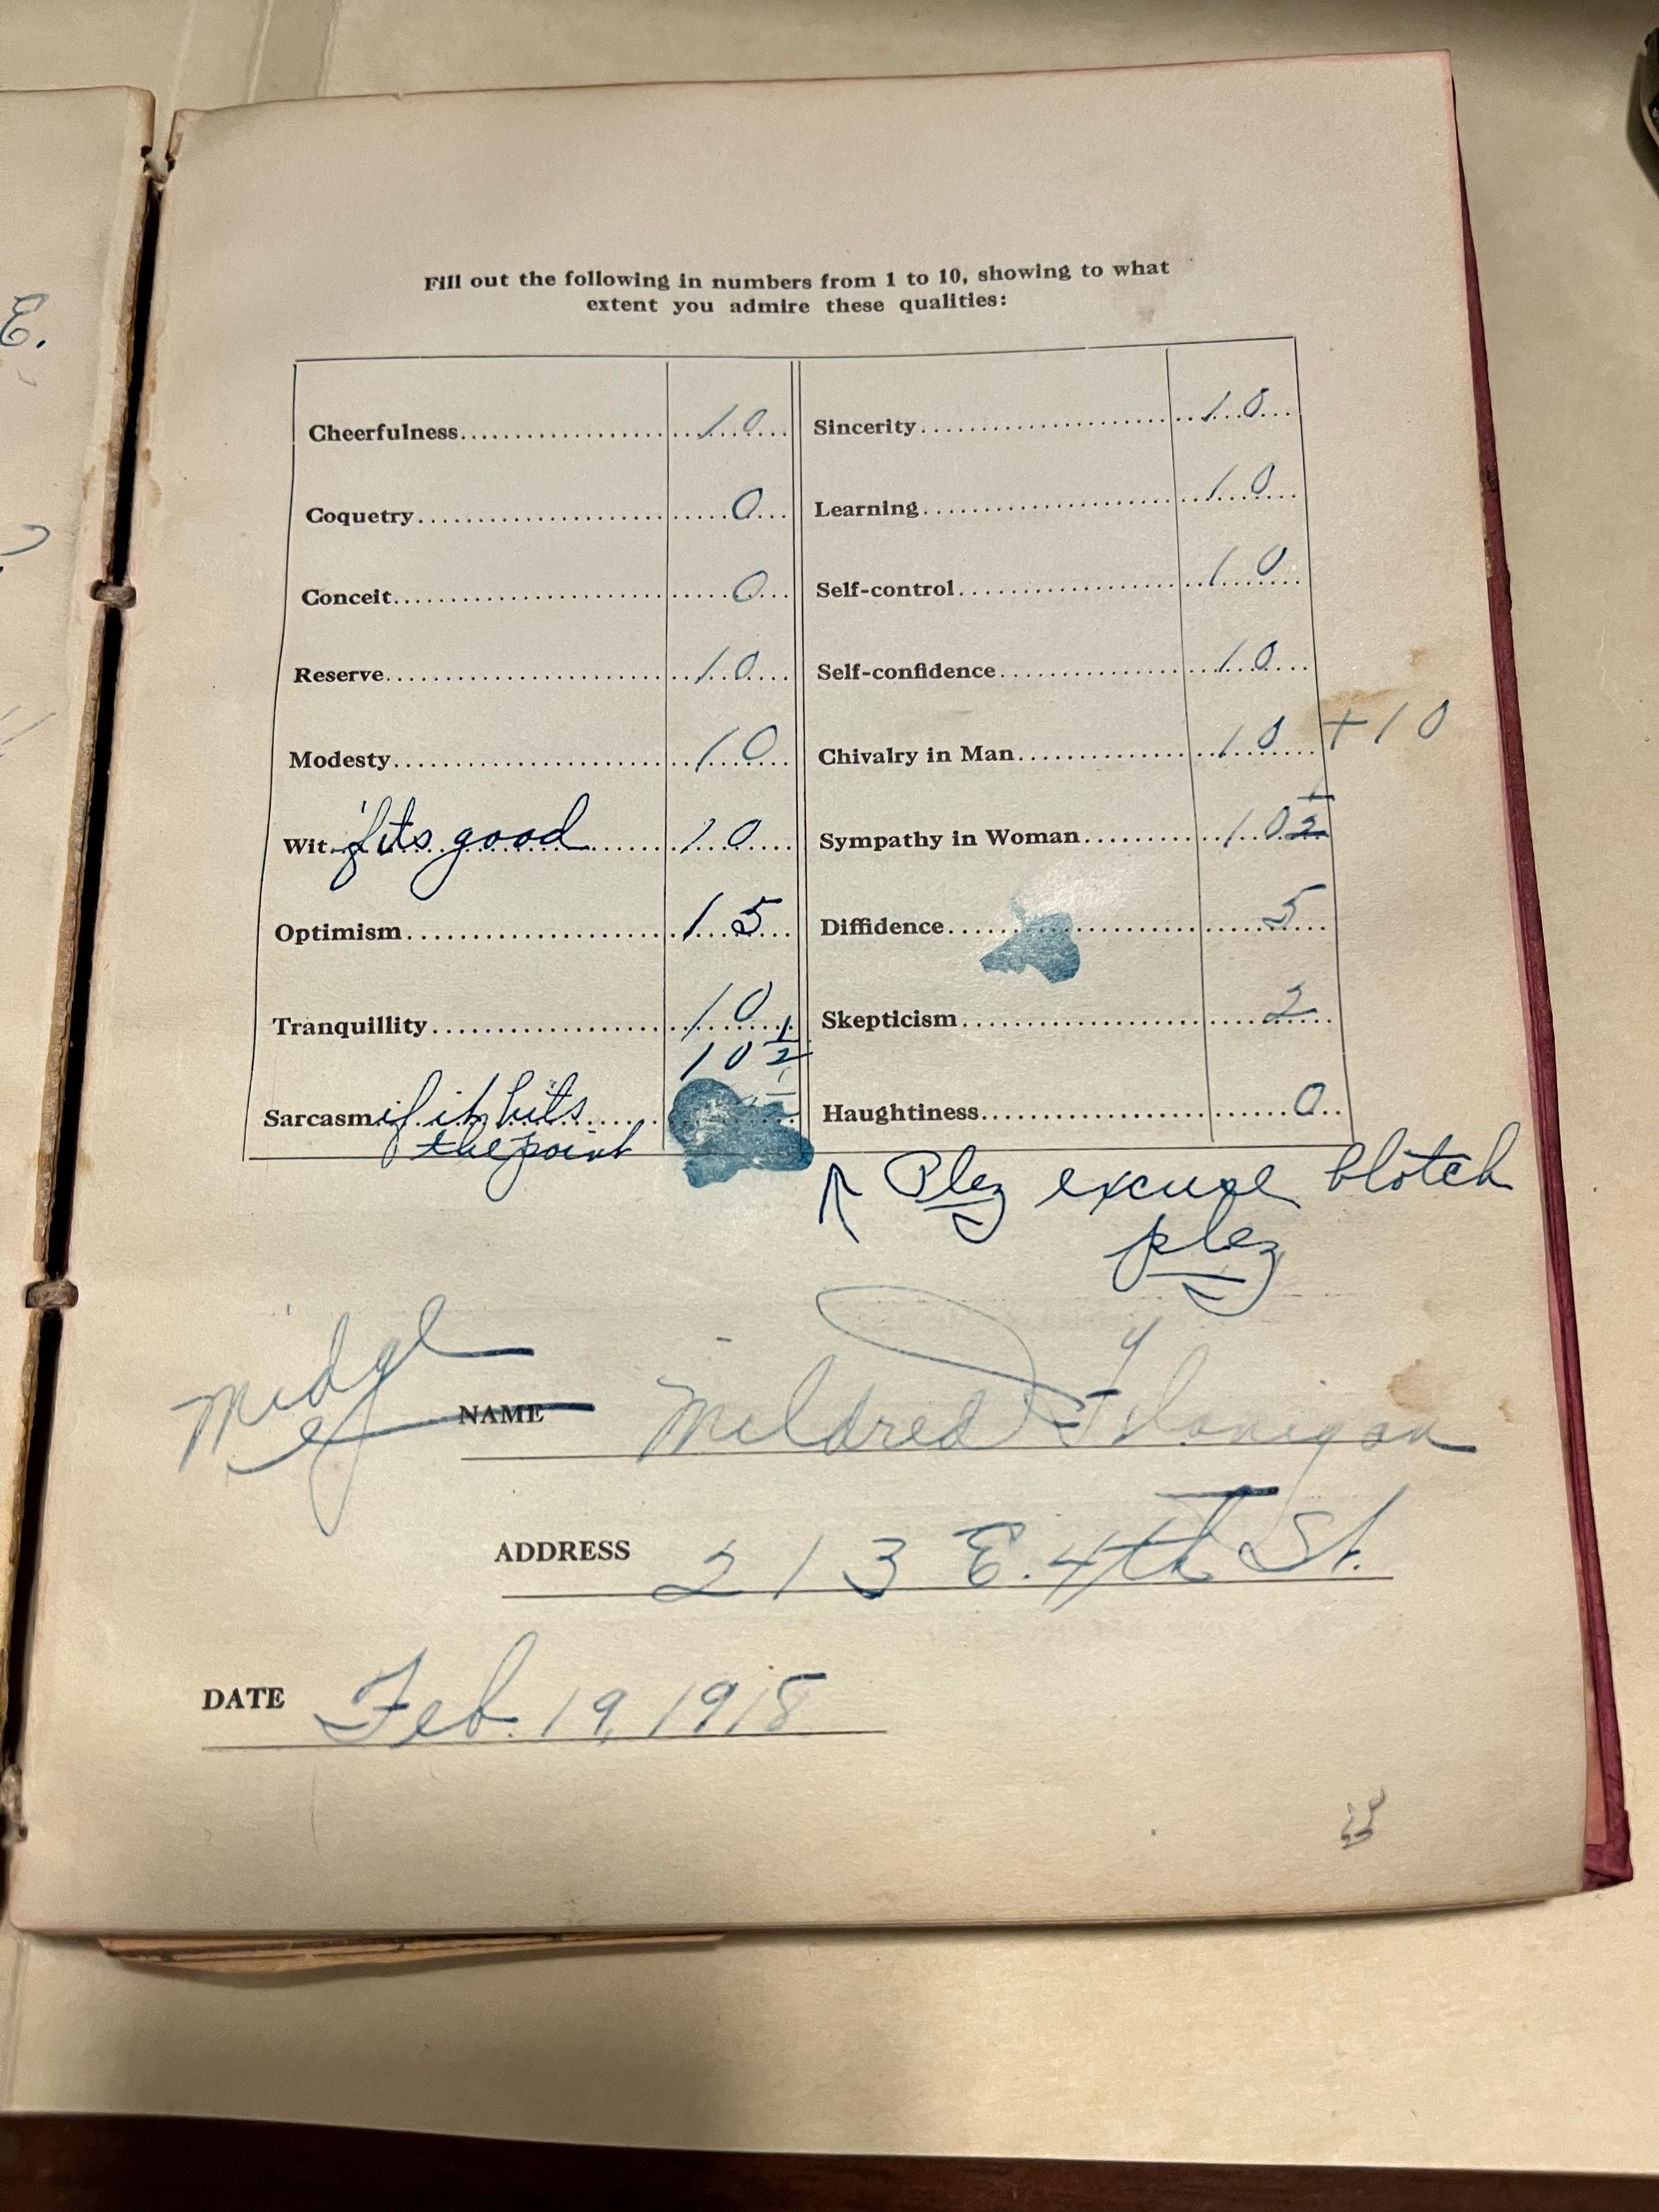 E.
Fill out the following in numbers from 1 to 10, showing to what
extent you admire these qualities:
Cheerfulness 10
Coquetry 0
Conceit 0
Reserve 10
Modesty 10
Wit if its good 10
Optimism 15
Tranquillity 10
10 1/2
Sarcasm if it hits
the point
Sincerity 10
Learning 10
Self-control 10
Self-confidence 10
Chivalry in Man 10 + 10
Sympathy in Woman 10 1/2
Diffidence 5
Skepticism 2
Haughtiness 0
↑ Plez excuse blotch
plez
Midge
NAME Mildred Flanigan
ADDRESS 213 E. 4th St.
DATE Feb. 19, 1918